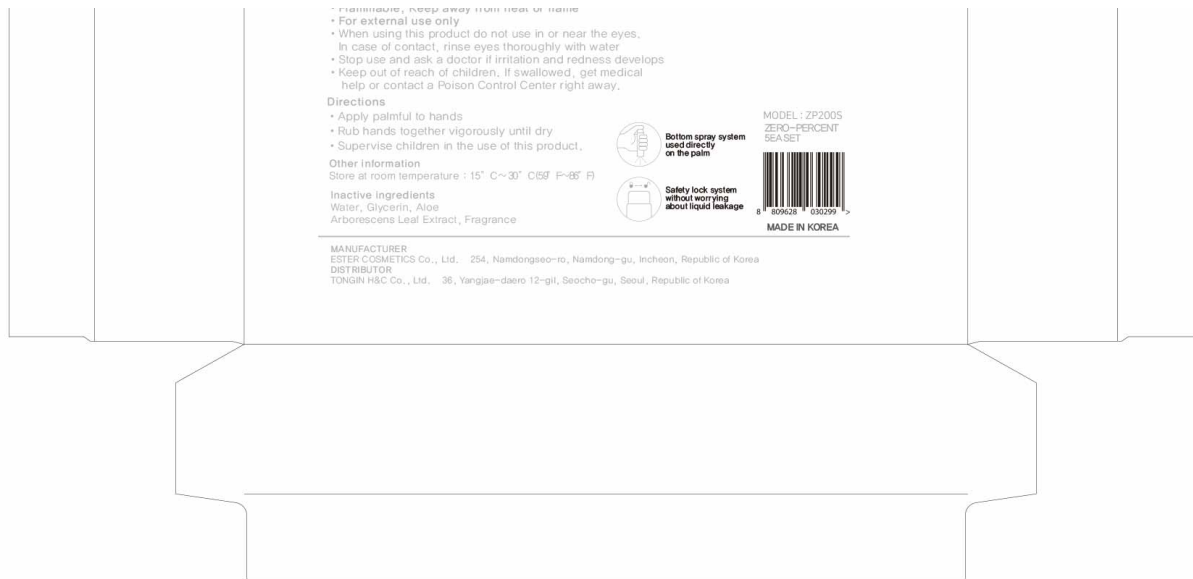 • Flammable, Keep away from heat or flame
• For external use only
• When using this product do not use in or near the eyes.
In case of contact, rinse eyes thoroughly with water
• Stop use and ask a doctor if irritation and redness develops
• Keep out of reach of children. If swallowed, get medical
help or contact a Poison Control Center right away.
Directions
• Apply palmful to hands
• Rub hands together vigorously until dry
• Supervise children in the use of this product.
Other information
Store at room temperature : 15° C~30° C(59° F~86° F)
Inactive ingredients
Water, Glycerin, Aloe
Arborescens Leaf Extract, Fragrance
Bottom spray system
used directly
on the palm
Safety lock system
without worrying
about liquid leakage
MODEL : ZP200S
ZERO-PERCENT
5EA SET
8 809628 030299 >
MADE IN KOREA
MANUFACTURER
ESTER COSMETICS Co., Ltd. 254, Namdongseo-ro, Namdong-gu, Incheon, Republic of Korea
DISTRIBUTOR
TONGIN H&C Co., Ltd. 36, Yangjae-daero 12-gil, Seocho-gu, Seoul, Republic of Korea